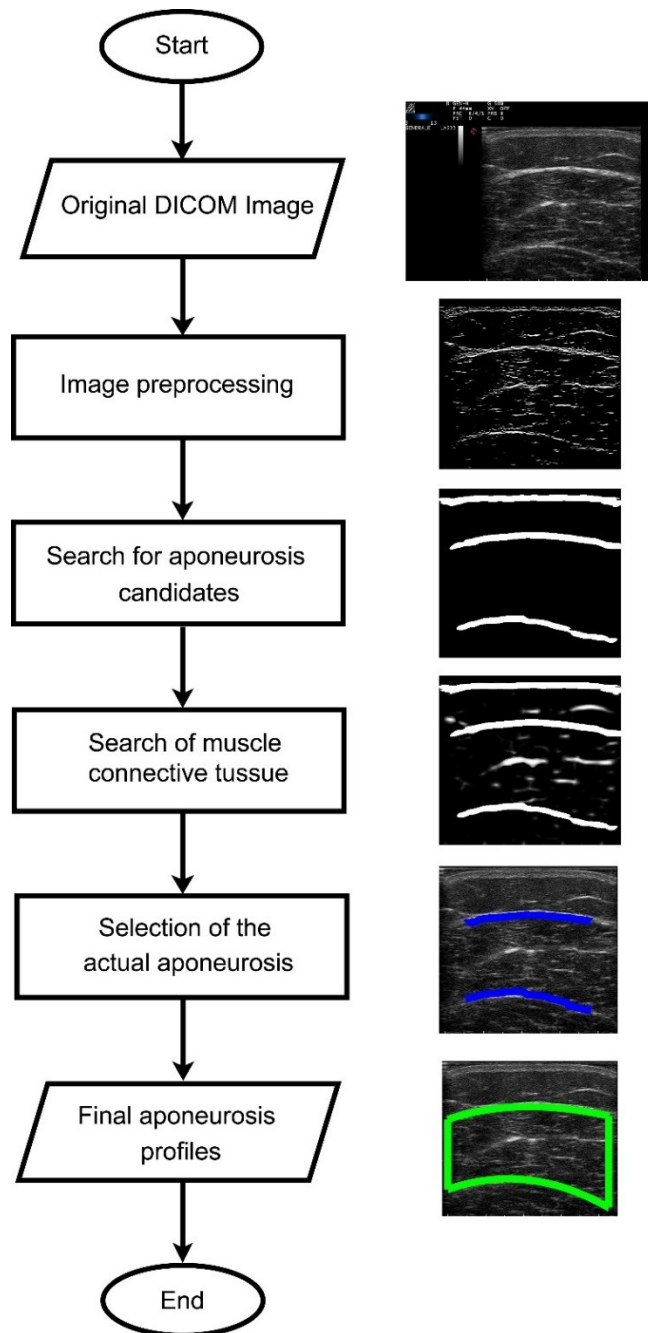 Start
Original DICOM Image
Image preprocessing
Search for aponeurosis
candidates
Search of muscle
connective tussue
Selection of the
actual aponeurosis
Final aponeurosis
profiles
End